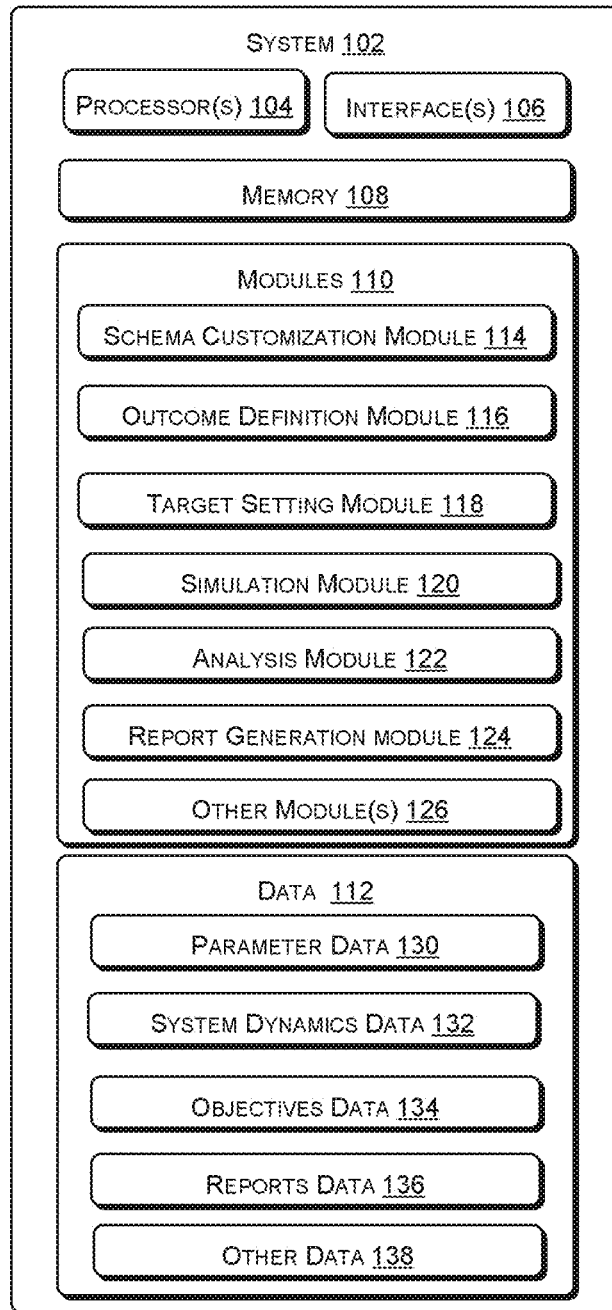 SYSTEM 102
PROCESSOR(S) 104
INTERFACE(S) 106
MEMORY 108
MODULES 110
SCHEMA CUSTOMIZATION MODULE 114
OUTCOME DEFINITION MODULE 116
TARGET SETTING MODULE 118
SIMULATION MODULE 120
ANALYSIS MODULE 122
REPORT GENERATION MODULE 124
OTHER MODULE(S) 126
DATA 112
PARAMETER DATA 130
SYSTEM DYNAMICS DATA 132
OBJECTIVES DATA 134
REPORTS DATA 136
OTHER DATA 138